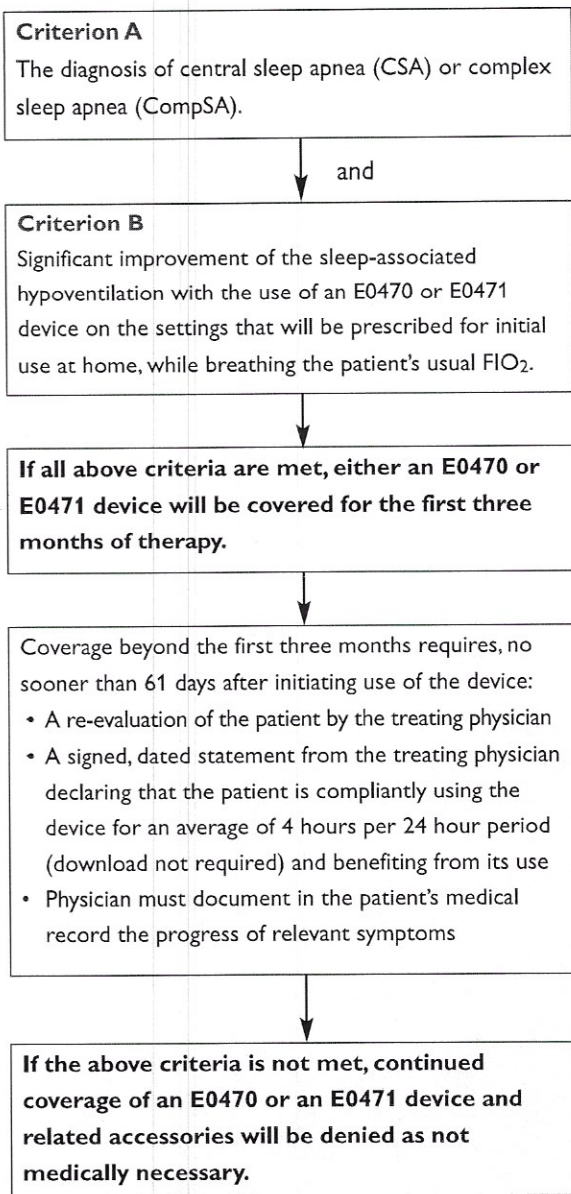 Criterion A
The diagnosis of central sleep apnea (CSA) or complex
sleep apnea (CompSA).
and
Criterion B
Significant improvement of the sleep-associated
hypoventilation with the use of an E0470 or E0471
device on the settings that will be prescribed for initial
use at home, while breathing the patient's usual FIO₂.
If all above criteria are met, either an E0470 or
E0471 device will be covered for the first three
months of therapy.
Coverage beyond the first three months requires, no
sooner than 61 days after initiating use of the device:
• A re-evaluation of the patient by the treating physician
• A signed, dated statement from the treating physician
declaring that the patient is compliantly using the
device for an average of 4 hours per 24 hour period
(download not required) and benefiting from its use
• Physician must document in the patient's medical
record the progress of relevant symptoms
If the above criteria is not met, continued
coverage of an E0470 or an E0471 device and
related accessories will be denied as not
medically necessary.